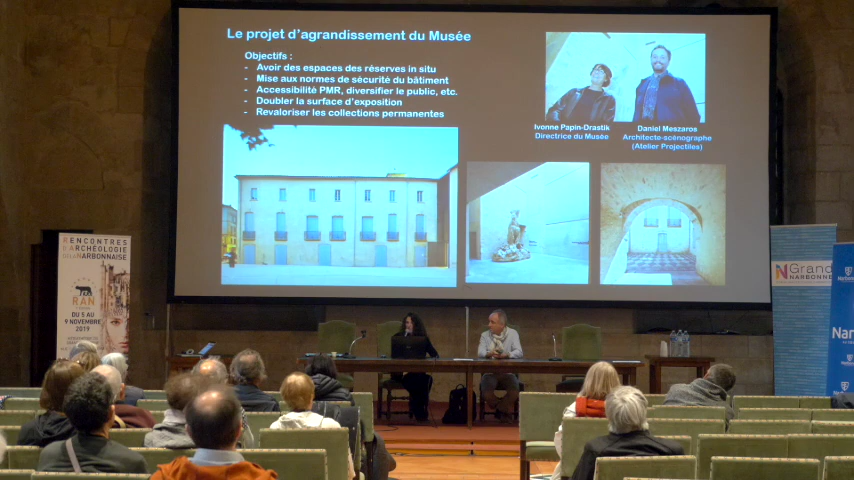 Le projet d'agrandissement du Musée
Objectifs :
- Avoir des espaces des réserves in situ
- Mise aux normes de sécurité du bâtiment
- Accessibilité PMR, diversifier le public, etc.
- Doubler la surface d'exposition
- Revaloriser les collections permanentes
Ivonne Papin-Drastik
Directrice du Musée
Daniel Meszaros
Architecte-scénographe
(Atelier Projectiles)
RENCONTRES
D'ARCHÉOLOGIE
DE LA NARBONNAISE
RAN
DU 5 AU
9 NOVEMBRE
2019
Grand
NARBONNE
Narb